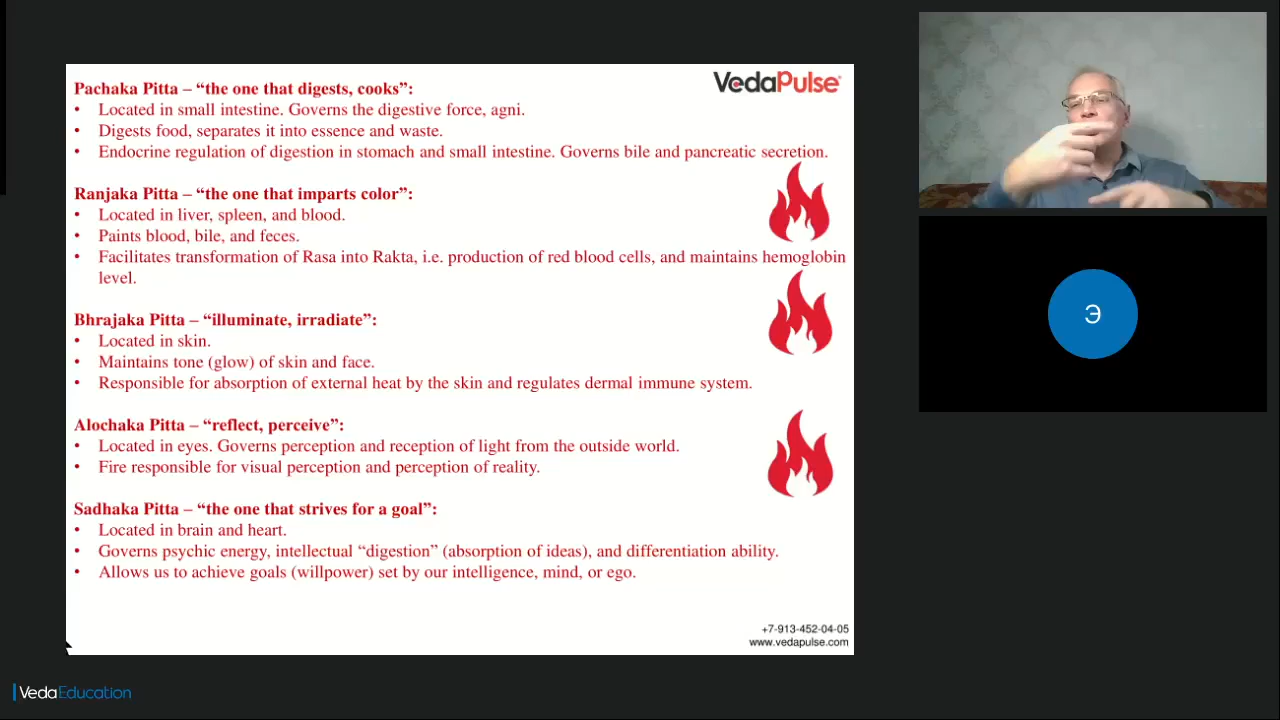 VedaPulse
Pachaka Pitta – “the one that digests, cooks”:
• Located in small intestine. Governs the digestive force, agni.
• Digests food, separates it into essence and waste.
• Endocrine regulation of digestion in stomach and small intestine. Governs bile and pancreatic secretion.
Ranjaka Pitta – “the one that imparts color”:
• Located in liver, spleen, and blood.
• Paints blood, bile, and feces.
• Facilitates transformation of Rasa into Rakta, i.e. production of red blood cells, and maintains hemoglobin
level.
Bhrajaka Pitta – “illuminate, irradiate”:
• Located in skin.
• Maintains tone (glow) of skin and face.
• Responsible for absorption of external heat by the skin and regulates dermal immune system.
Alochaka Pitta – “reflect, perceive”:
• Located in eyes. Governs perception and reception of light from the outside world.
• Fire responsible for visual perception and perception of reality.
Sadhaka Pitta – “the one that strives for a goal”:
• Located in brain and heart.
• Governs psychic energy, intellectual “digestion” (absorption of ideas), and differentiation ability.
• Allows us to achieve goals (willpower) set by our intelligence, mind, or ego.
+7-913-452-04-05
www.vedapulse.com
Э
VedaEducation